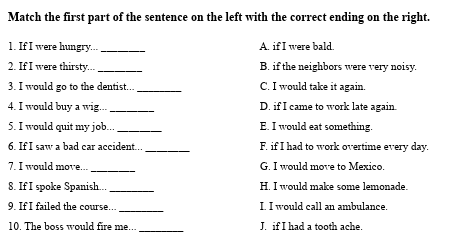 Match the first part of the sentence on the left with the correct ending on the right.
1. If I were hungry... ________ A. if I were bald.
2. If I were thirsty... ________ B. if the neighbors were very noisy.
3. I would go to the dentist... ________ C. I would take it again.
4. I would buy a wig... ________ D. if I came to work late again.
5. I would quit my job... ________ E. I would eat something.
6. If I saw a bad car accident... ________ F. if I had to work overtime every day.
7. I would move... ________ G. I would move to Mexico.
8. If I spoke Spanish... ________ H. I would make some lemonade.
9. If I failed the course... ________ I. I would call an ambulance.
10. The boss would fire me... ________ J. if I had a tooth ache.